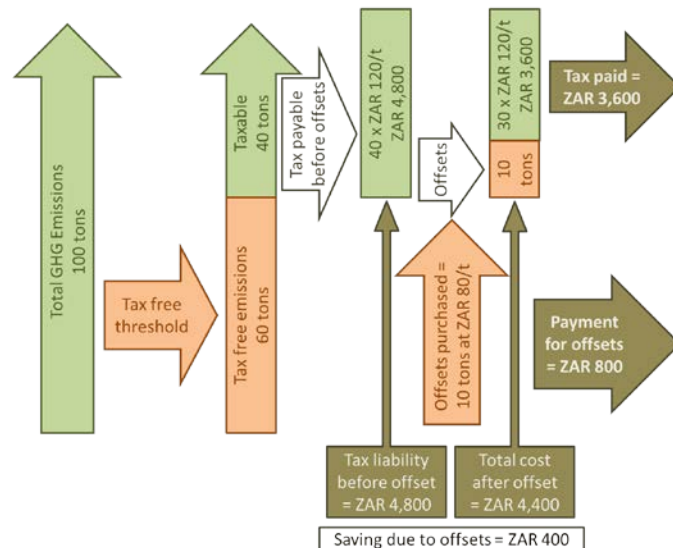 Total GHG Emissions
100 tons
Tax free
threshold
Taxable
40 tons
Tax free emissions
60 tons
Tax payable
before offsets
40 x ZAR 120/t
ZAR 4,800
Offsets
Offsets purchased =
10 tons at ZAR 80/t
30 x ZAR 120/t
ZAR 3,600
10
tons
Tax paid =
ZAR 3,600
Payment
for offsets
= ZAR 800
Tax liability
before offset
= ZAR 4,800
Total cost
after offset
= ZAR 4,400
Saving due to offsets = ZAR 400